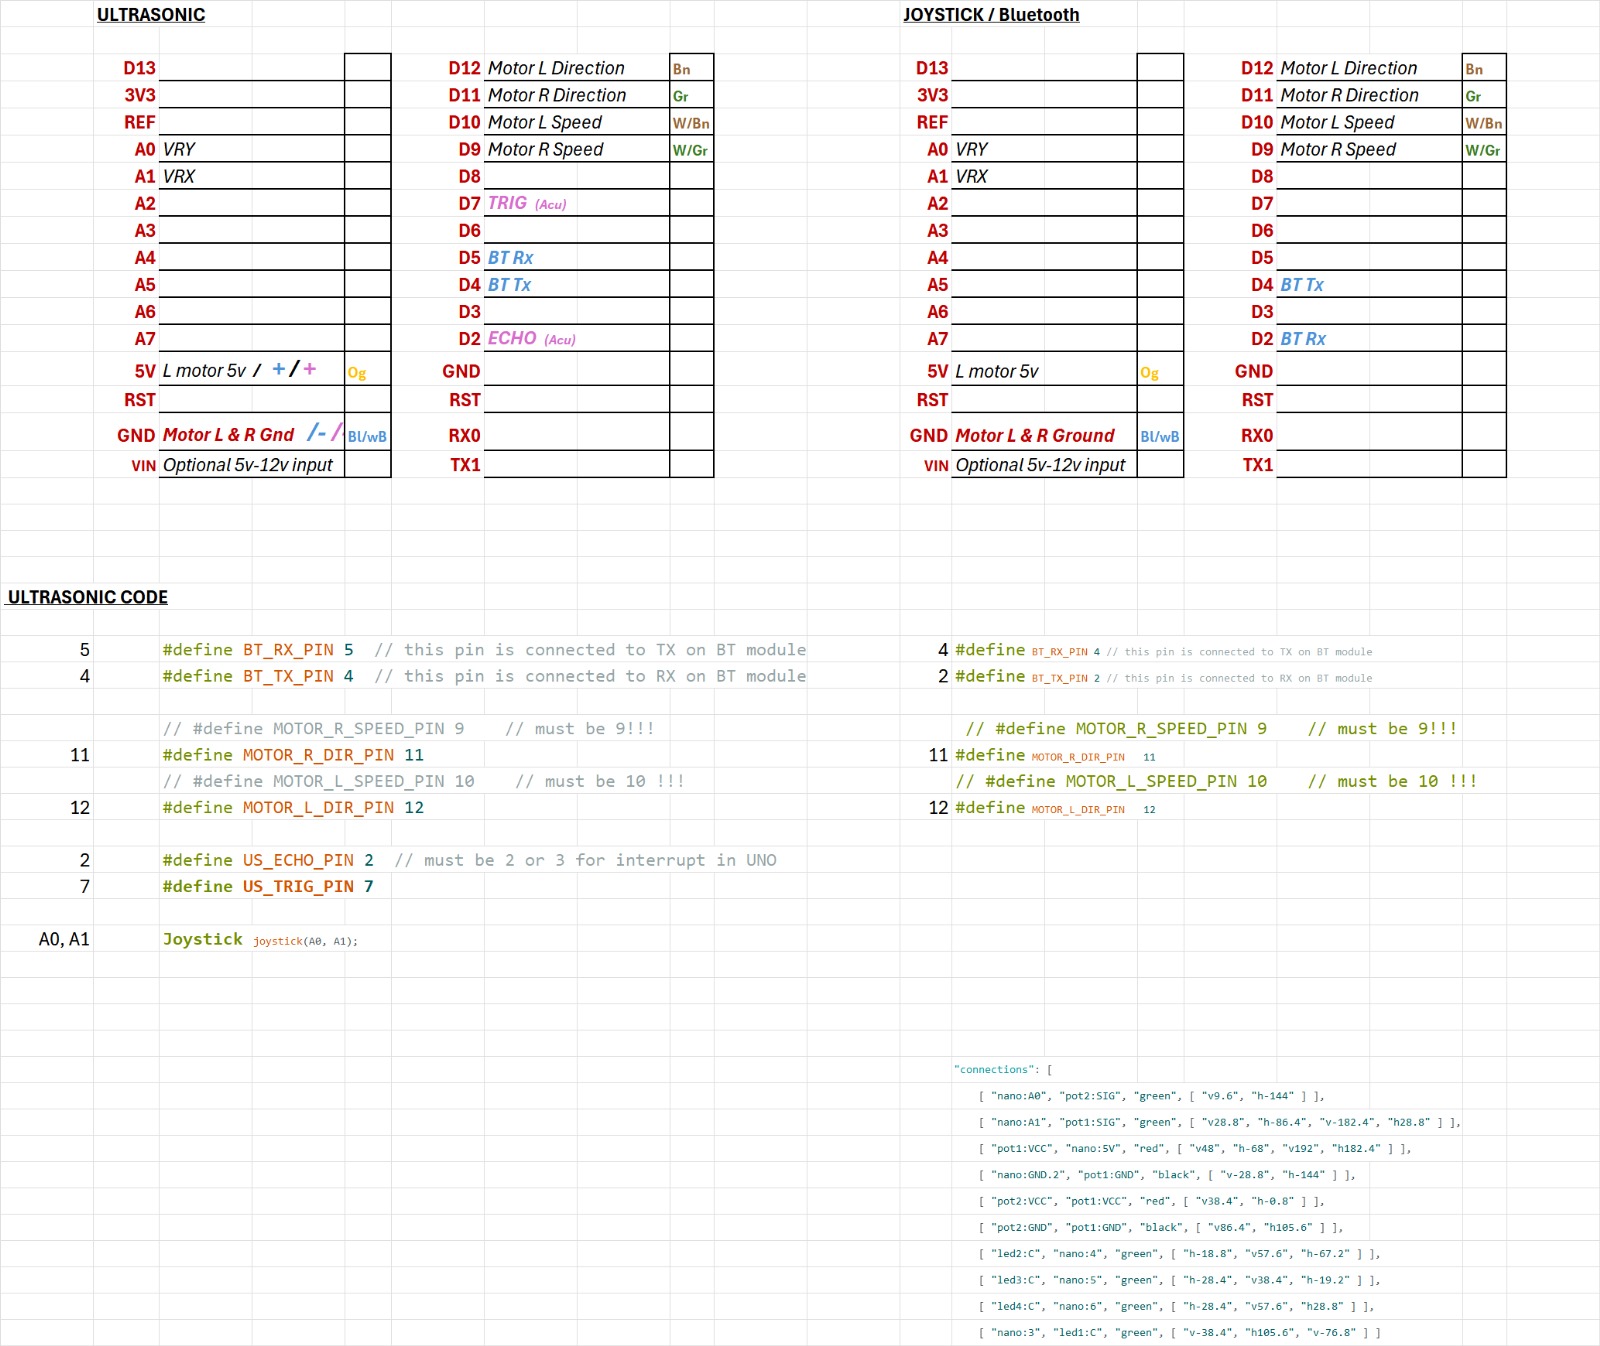 ULTRASONIC JOYSTICK / Bluetooth
D13 D12 Motor L Direction Bn D13 D12 Motor L Direction Bn
3V3 D11 Motor R Direction Gr 3V3 D11 Motor R Direction Gr
REF D10 Motor L Speed W/Bn REF D10 Motor L Speed W/Bn
A0 VRY D9 Motor R Speed W/Gr A0 VRY D9 Motor R Speed W/Gr
A1 VRX D8 A1 VRX D8
A2 D7 TRIG (Acu) A2 D7
A3 D6 A3 D6
A4 D5 BT Rx A4 D5
A5 D4 BT Tx A5 D4 BT Tx
A6 D3 A6 D3
A7 D2 ECHO (Acu) A7 D2 BT Rx
5V L motor 5v / + / + Og GND 5V L motor 5v Og GND
RST RST RST RST
GND Motor L & R Gnd /- / Bl/wB RX0 GND Motor L & R Ground Bl/wB RX0
VIN Optional 5v-12v input TX1 VIN Optional 5v-12v input TX1
ULTRASONIC CODE
5 #define BT_RX_PIN 5 // this pin is connected to TX on BT module 4 #define BT_RX_PIN 4 // this pin is connected to TX on BT module
4 #define BT_TX_PIN 4 // this pin is connected to RX on BT module 2 #define BT_TX_PIN 2 // this pin is connected to RX on BT module
// #define MOTOR_R_SPEED_PIN 9 // must be 9!!! // #define MOTOR_R_SPEED_PIN 9 // must be 9!!!
11 #define MOTOR_R_DIR_PIN 11 11 #define MOTOR_R_DIR_PIN 11
// #define MOTOR_L_SPEED_PIN 10 // must be 10 !!! // #define MOTOR_L_SPEED_PIN 10 // must be 10 !!!
12 #define MOTOR_L_DIR_PIN 12 12 #define MOTOR_L_DIR_PIN 12
2 #define US_ECHO_PIN 2 // must be 2 or 3 for interrupt in UNO
7 #define US_TRIG_PIN 7
A0, A1 Joystick joystick(A0, A1);
"connections": [
[ "nano:A0", "pot2:SIG", "green", [ "v9.6", "h-144" ] ],
[ "nano:A1", "pot1:SIG", "green", [ "v28.8", "h-86.4", "v-182.4", "h28.8" ] ],
[ "pot1:VCC", "nano:5V", "red", [ "v48", "h-68", "v192", "h182.4" ] ],
[ "nano:GND.2", "pot1:GND", "black", [ "v-28.8", "h-144" ] ],
[ "pot2:VCC", "pot1:VCC", "red", [ "v38.4", "h-0.8" ] ],
[ "pot2:GND", "pot1:GND", "black", [ "v86.4", "h105.6" ] ],
[ "led2:C", "nano:4", "green", [ "h-18.8", "v57.6", "h-67.2" ] ],
[ "led3:C", "nano:5", "green", [ "h-28.4", "v38.4", "h-19.2" ] ],
[ "led4:C", "nano:6", "green", [ "h-28.4", "v57.6", "h28.8" ] ],
[ "nano:3", "led1:C", "green", [ "v-38.4", "h105.6", "v-76.8" ] ]